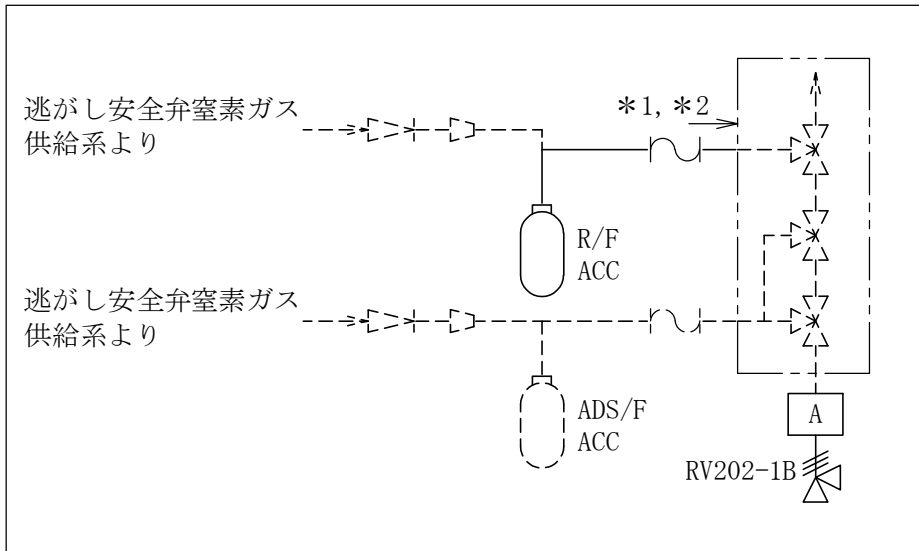 逃がし安全弁窒素ガス
供給系より
*1, *2
R/F
ACC
逃がし安全弁窒素ガス
供給系より
ADS/F
ACC
A
RV202-1B